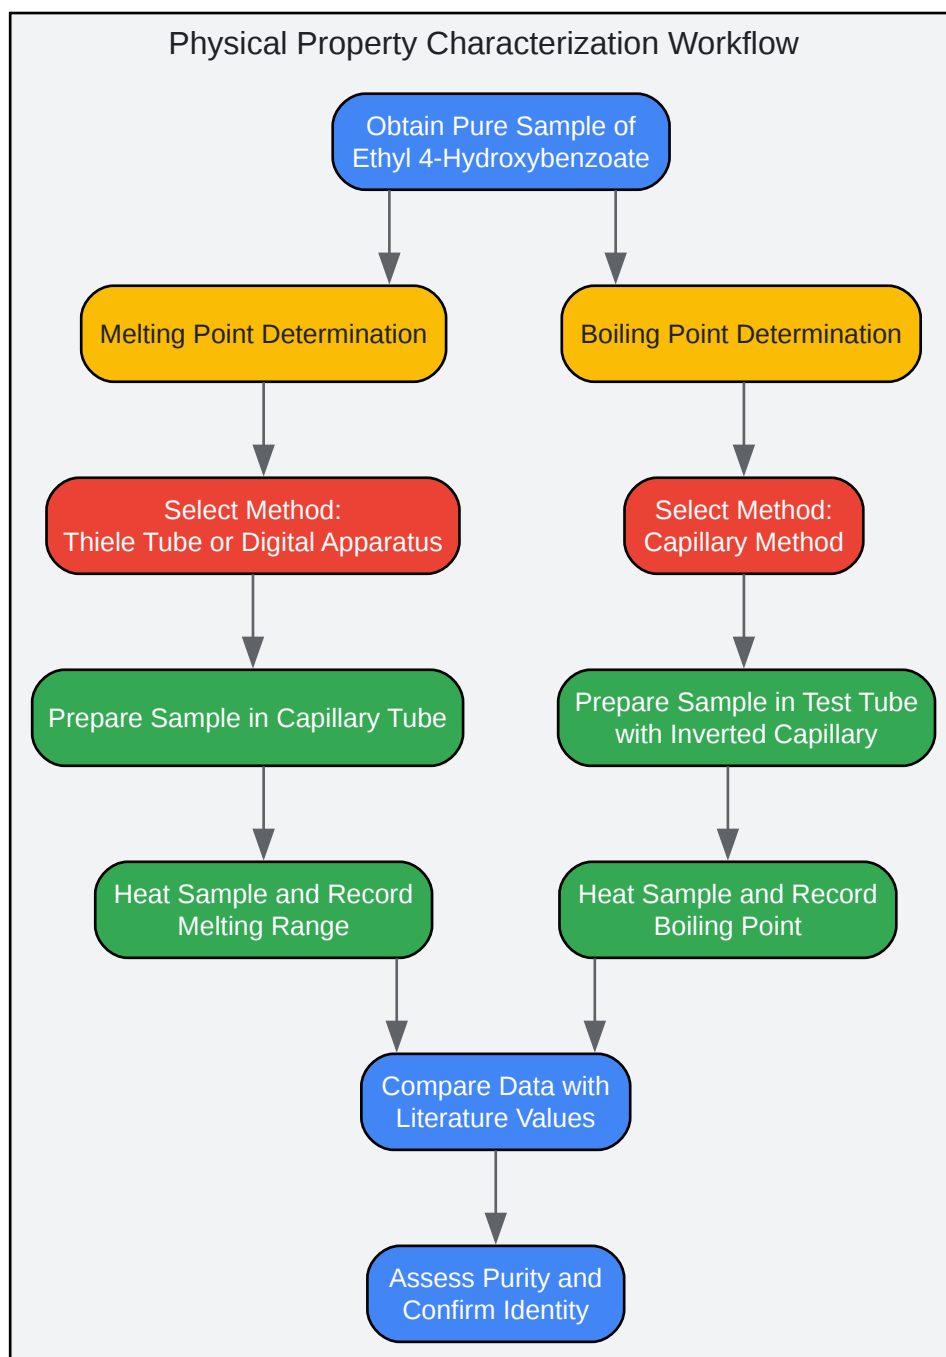 Physical Property Characterization Workflow
Obtain Pure Sample of
Ethyl 4-Hydroxybenzoate
Melting Point Determination
Boiling Point Determination
Select Method:
Thiele Tube or Digital Apparatus
Select Method:
Capillary Method
Prepare Sample in Capillary Tube
Prepare Sample in Test Tube
with Inverted Capillary
Heat Sample and Record
Melting Range
Heat Sample and Record
Boiling Point
Compare Data with
Literature Values
Assess Purity and
Confirm Identity